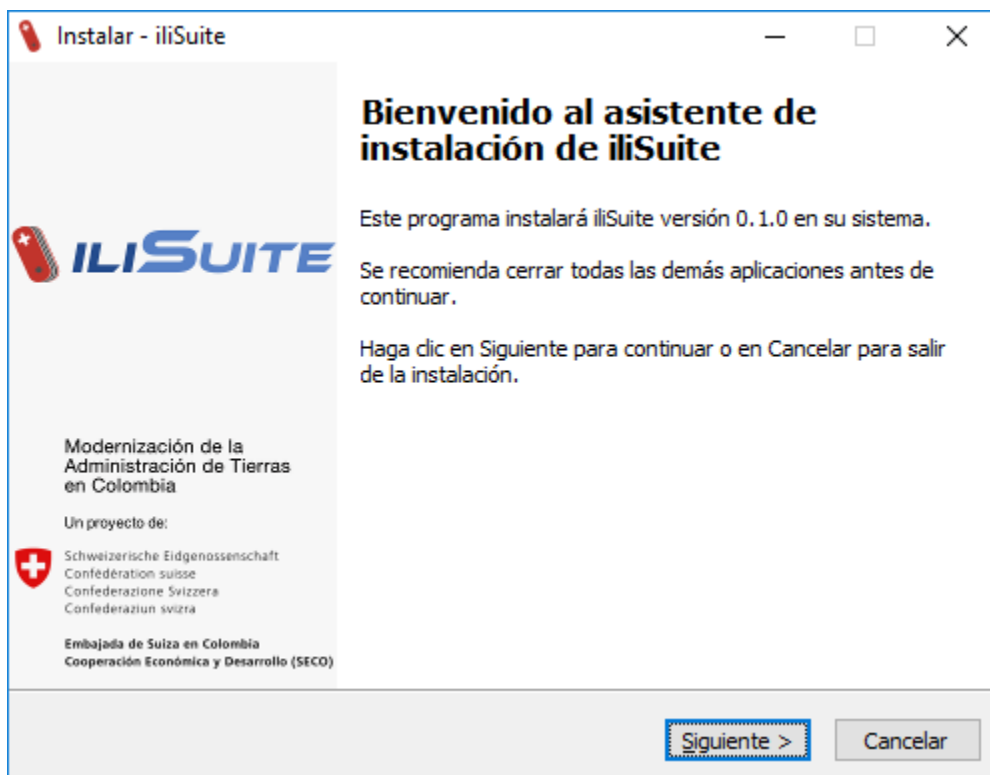 Instalar - iliSuite
Bienvenido al asistente de
instalación de iliSuite
Este programa instalará iliSuite versión 0.1.0 en su sistema.
Se recomienda cerrar todas las demás aplicaciones antes de
continuar.
Haga clic en Siguiente para continuar o en Cancelar para salir
de la instalación.
ILISUITE
Modernización de la
Administración de Tierras
en Colombia
Un proyecto de:
Schweizerische Eidgenossenschaft
Confédération suisse
Confederazione Svizzera
Confederaziun svizra
Embajada de Suiza en Colombia
Cooperación Económica y Desarrollo (SECO)
Siguiente >
Cancelar